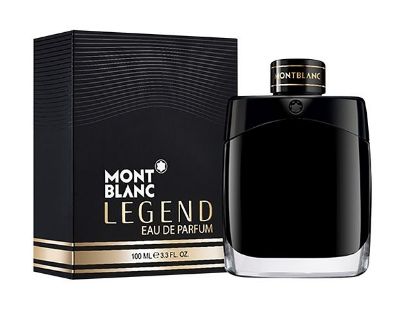 MONTBLANC
MONT
BLANC
LEGEND
EAU DE PARFUM
100 ML ℮ 3.3 FL. OZ.